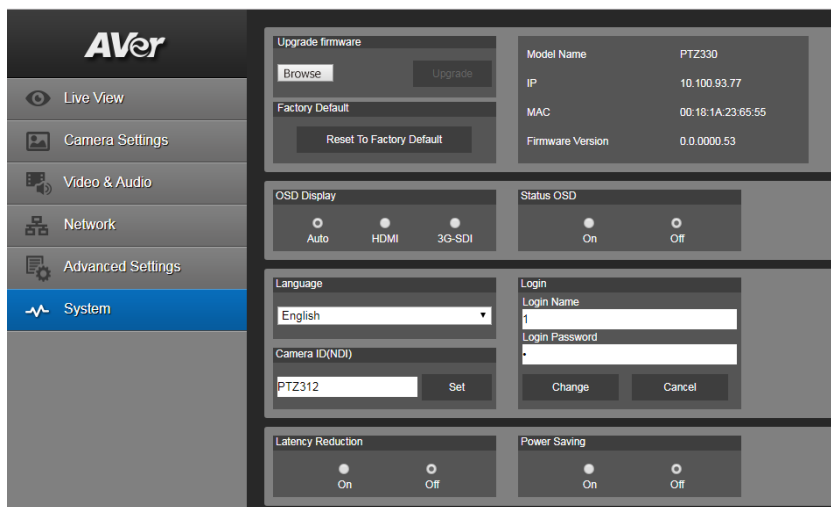 AVer
Live View
Camera Settings
Video & Audio
Network
Advanced Settings
System
Upgrade firmware
Browse
Upgrade
Factory Default
Reset To Factory Default
Model Name PTZ330
IP 10.100.93.77
MAC 00:18:1A:23:65:55
Firmware Version 0.0.0000.53
OSD Display
Auto HDMI 3G-SDI
Status OSD
On Off
Language
English
Camera ID(NDI)
PTZ312 Set
Login
Login Name
1
Login Password
•
Change Cancel
Latency Reduction
On Off
Power Saving
On Off